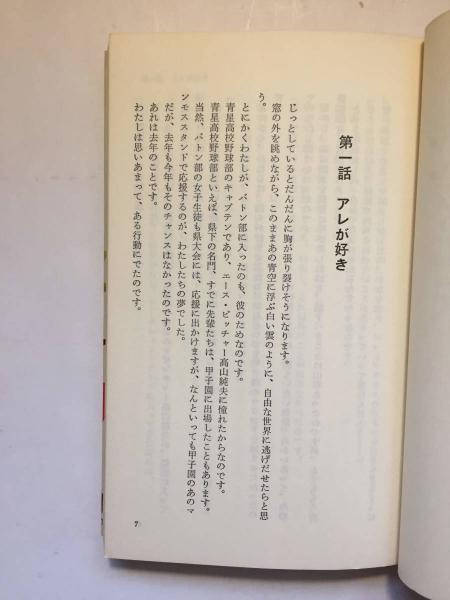 第一話　アレが好き
じっとしているとだんだんに胸が張り裂けそうになります。
窓の外を眺めながら、このままあの青空に浮ぶ白い雲のように、自由な世界に逃げだせたらと思
う。
とにかくわたしが、バトン部に入ったのも、彼のためなのです。
青星高校野球部のキャプテンであり、エース・ピッチャー高山純夫に憧れたからなのです。
青星高校野球部といえば、県下の名門、すでに先輩たちは、甲子園に出場したこともあります。
当然、バトン部の女子生徒も県大会には、応援に出かけますが、なんといっても甲子園のあのマ
ンモススタンドで応援するのが、わたしたちの夢でした。
だが、去年も今年もそのチャンスはなかったのです。
あれは去年のことです。
わたしは思いあまって、ある行動にでたのです。
7